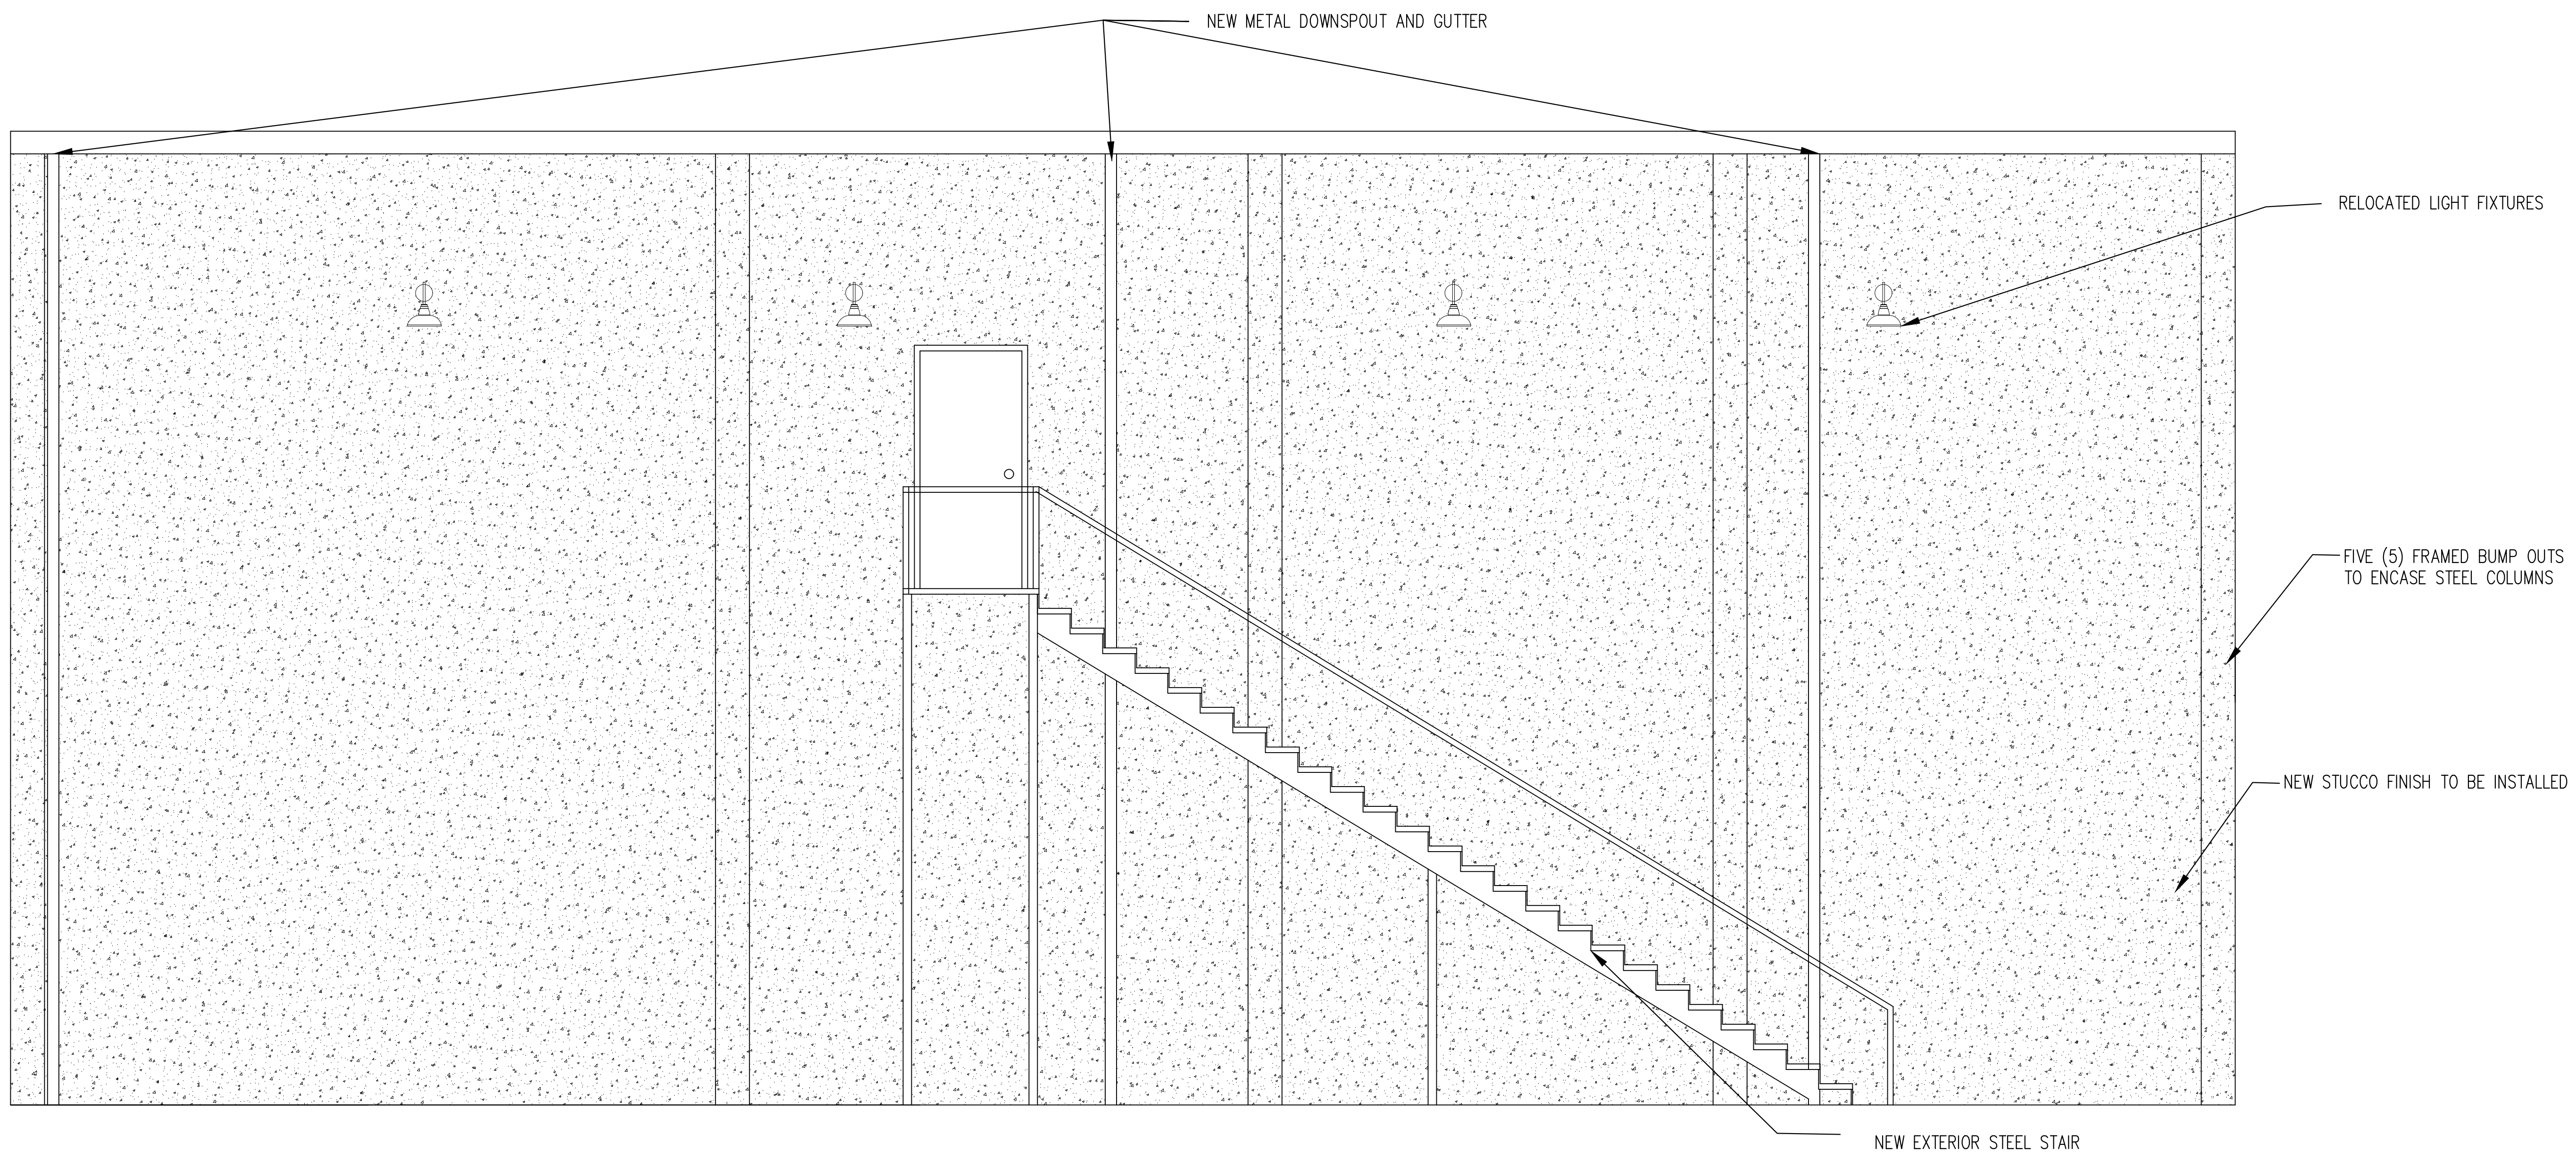 NEW METAL DOWNSPOUT AND GUTTER
RELOCATED LIGHT FIXTURES
FIVE (5) FRAMED BUMP OUTS
TO ENCASE STEEL COLUMNS
NEW STUCCO FINISH TO BE INSTALLED
NEW EXTERIOR STEEL STAIR